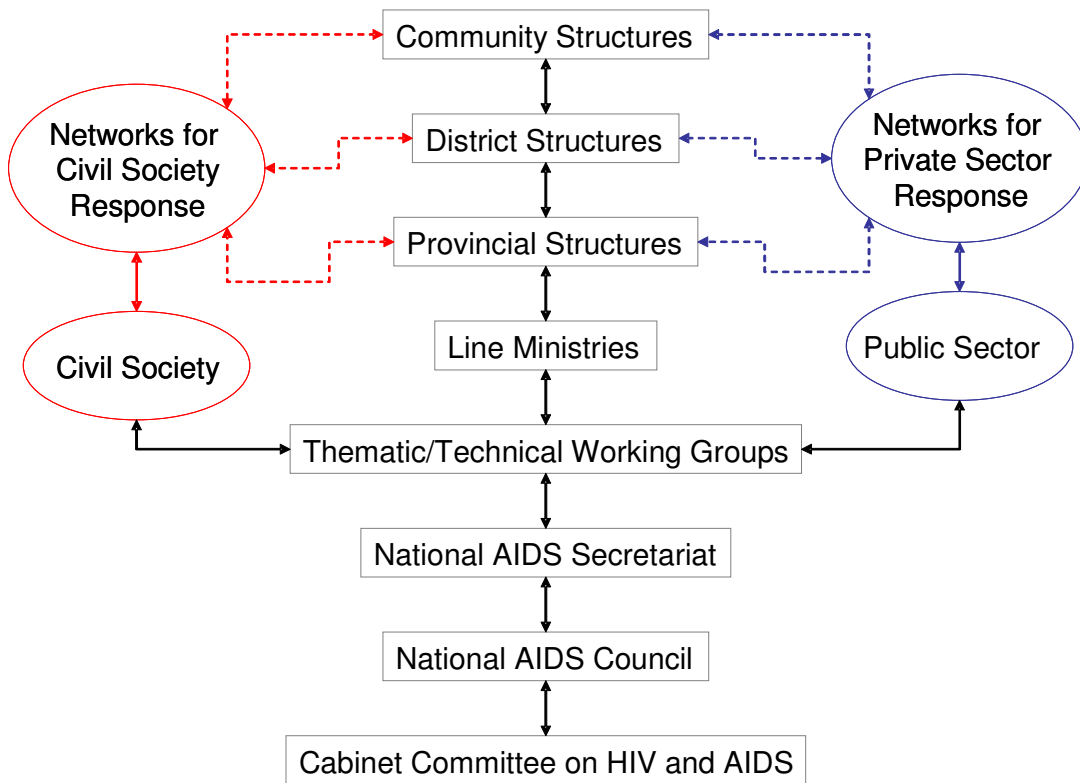 Community Structures
Networks for
Civil Society
Response
District Structures
Networks for
Private Sector
Response
Provincial Structures
Line Ministries
Civil Society
Public Sector
Thematic/Technical Working Groups
National AIDS Secretariat
National AIDS Council
Cabinet Committee on HIV and AIDS